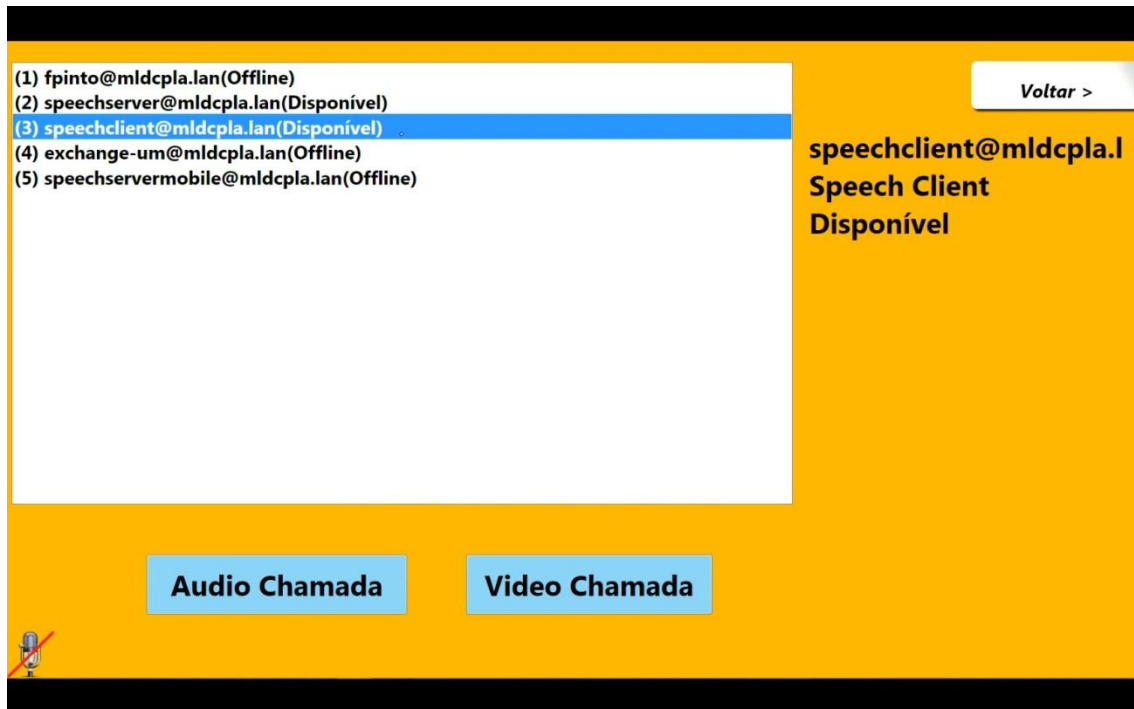 (1) fpinto@mldcpla.lan(Offline)
(2) speechserver@mldcpla.lan(Disponível)
(3) speechclient@mldcpla.lan(Disponível)
(4) exchange-um@mldcpla.lan(Offline)
(5) speechservermobile@mldcpla.lan(Offline)
Voltar >
speechclient@mldcpla.l
Speech Client
Disponível
Audio Chamada
Video Chamada